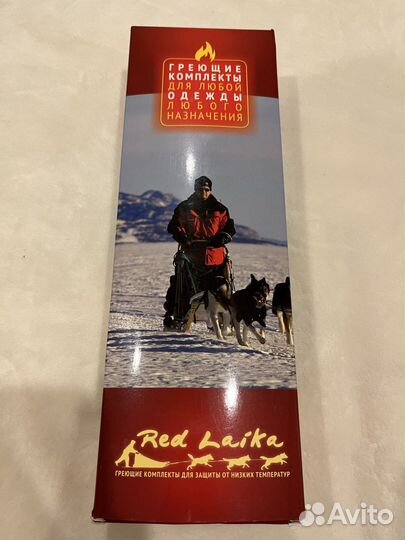 ГРЕЮЩИЕ
КОМПЛЕКТЫ
ДЛЯ ЛЮБОЙ
ОДЕЖДЫ
ЛЮБОГО
НАЗНАЧЕНИЯ
Red Laika
ГРЕЮЩИЕ КОМПЛЕКТЫ ДЛЯ ЗАЩИТЫ ОТ НИЗКИХ ТЕМПЕРАТУР
Avito